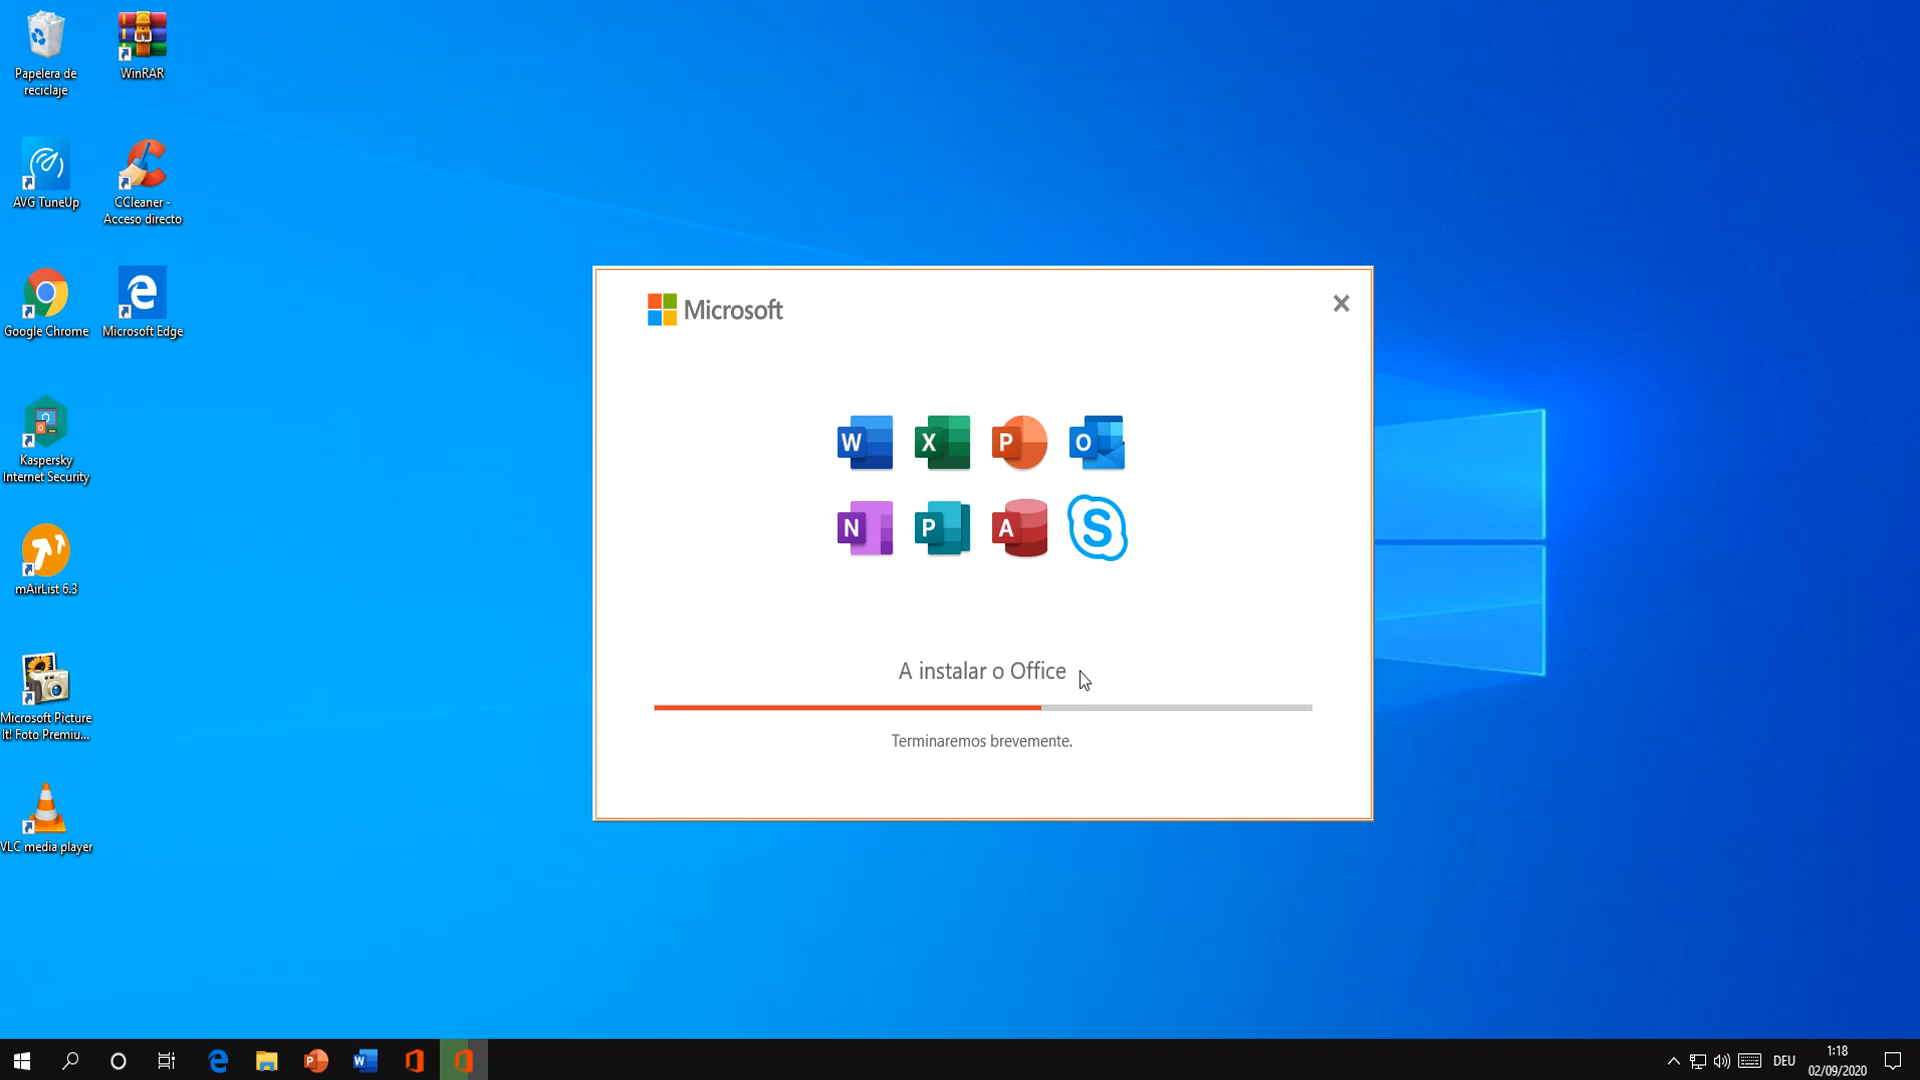 Papelera de
reciclaje
WinRAR
AVG TuneUp
CCleaner -
Acceso directo
Google Chrome
Microsoft Edge
Kaspersky
Internet Security
mAirList 6.3
Microsoft Picture
It! Foto Premiu...
VLC media player
Microsoft
W X P O
N P A S
A instalar o Office
Terminaremos brevemente.
DEU
1:18
02/09/2020